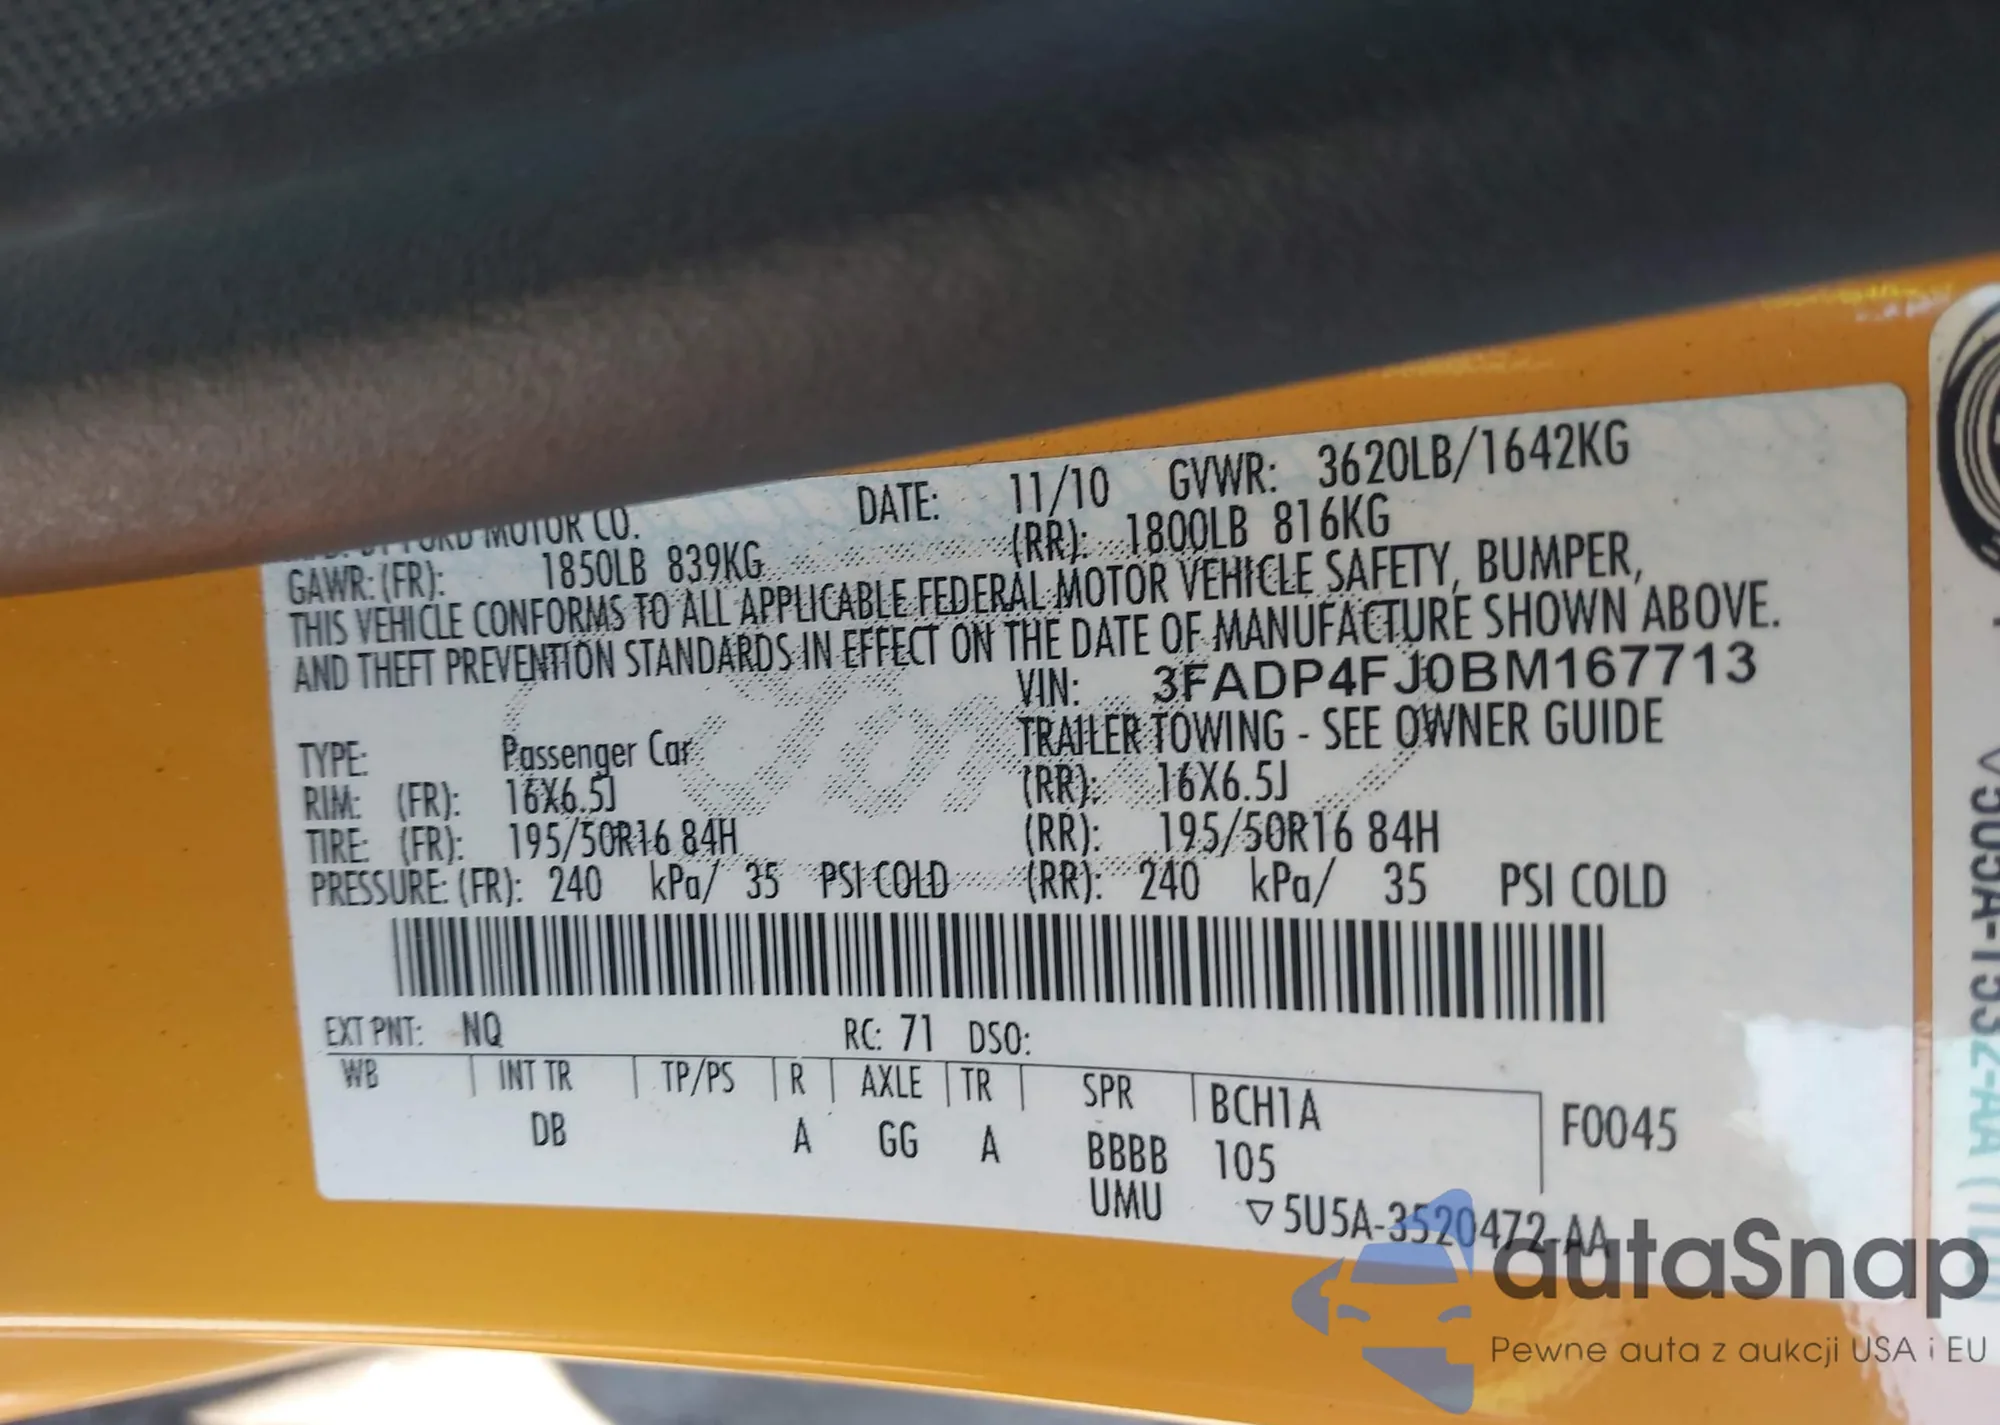 FORD MOTOR CO. DATE: 11/10 GVWR: 3620LB/1642KG
GAWR: (FR): 1850LB 839KG (RR): 1800LB 816KG
THIS VEHICLE CONFORMS TO ALL APPLICABLE FEDERAL MOTOR VEHICLE SAFETY, BUMPER,
AND THEFT PREVENTION STANDARDS IN EFFECT ON THE DATE OF MANUFACTURE SHOWN ABOVE.
VIN: 3FADP4FJ0BM167713
TYPE: Passenger Car TRAILER TOWING - SEE OWNER GUIDE
RIM: (FR): 16X6.5J (RR): 16X6.5J
TIRE: (FR): 195/50R16 84H (RR): 195/50R16 84H
PRESSURE: (FR): 240 kPa/ 35 PSI COLD (RR): 240 kPa/ 35 PSI COLD
EXT PNT: NQ RC: 71 DSO:
WB INT TR TP/PS R AXLE TR SPR BCH1A F0045
DB A GG A BBBB 105
UMU ▽5U5A-3520472-AA
autaSnap
Pewne auta z aukcji USA i EU